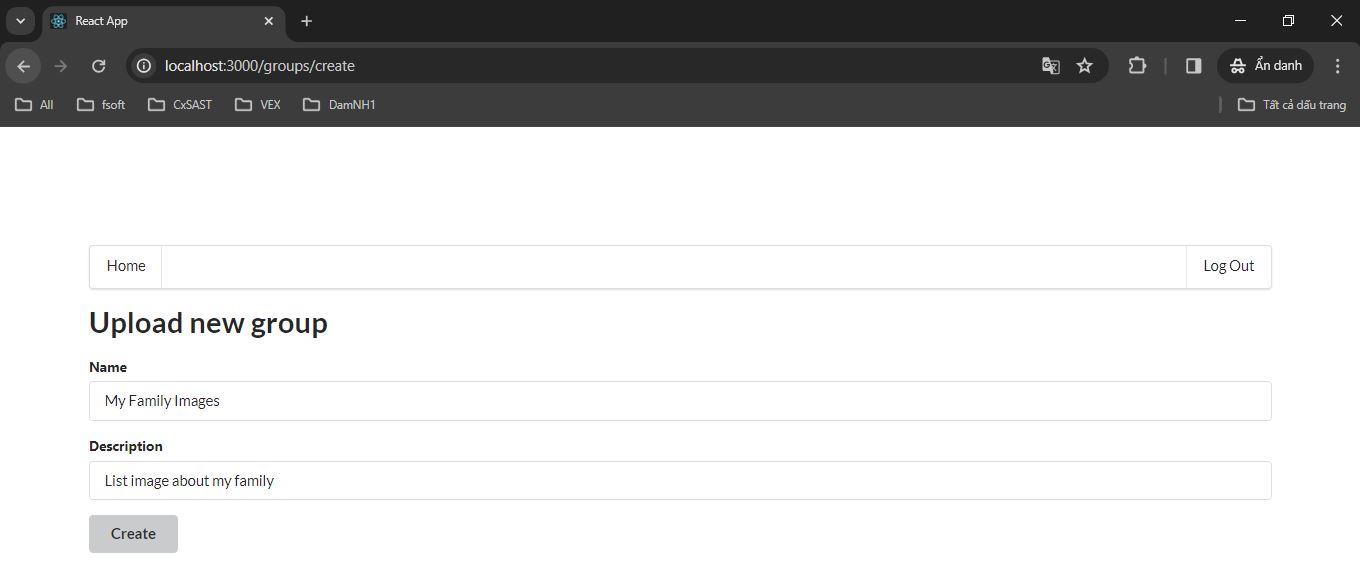 React App
localhost:3000/groups/create
Ẩn danh
All fsoft CxSAST VEX DamNH1 Tất cả dấu trang
Home Log Out
Upload new group
Name
My Family Images
Description
List image about my family
Create